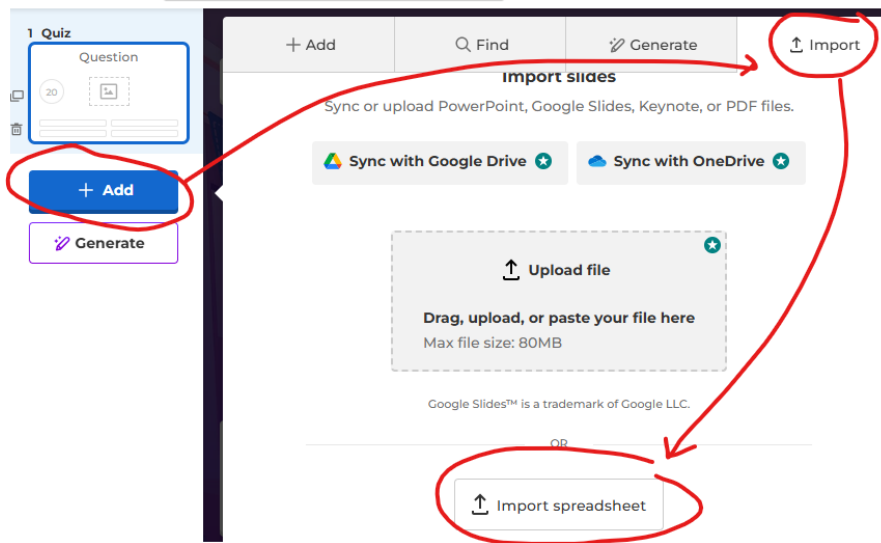 1 Quiz
Question
20
+ Add
Generate
+ Add
Find
Generate
Import
Import slides
Sync or upload PowerPoint, Google Slides, Keynote, or PDF files.
Sync with Google Drive
Sync with OneDrive
Upload file
Drag, upload, or paste your file here
Max file size: 80MB
Google Slides™ is a trademark of Google LLC.
OR
Import spreadsheet